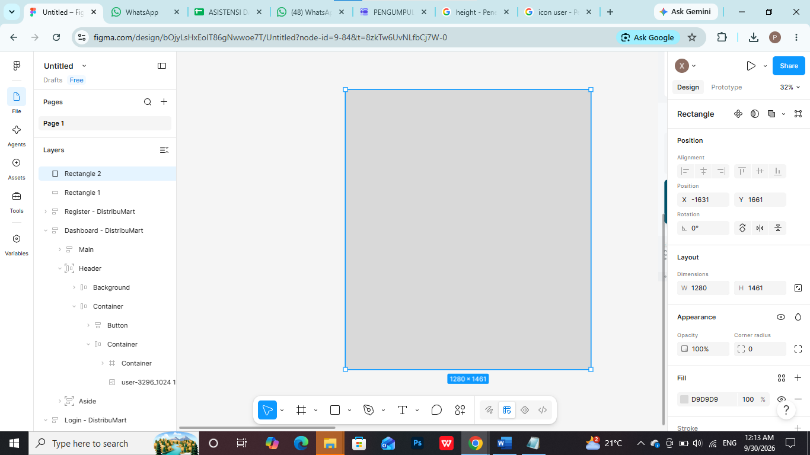 Untitled – Fi
WhatsApp
ASISTENSI D
(48) WhatsA
PENGUMPUL
height - Pen
icon user - P
Ask Gemini
figma.com/design/bOjyLsHxEoIT86gNwwoe7T/Untitled?node-id=9-84&t=8zkTw6UvNLfbCj7W-0
Ask Google
P
Untitled
Drafts Free
File
Pages
Page 1
Agents
Layers
Assets
Rectangle 2
Rectangle 1
Tools
Register - DistribuMart
Dashboard - DistribuMart
Variables
Main
Header
Background
Container
Button
Container
Container
user-3296_1024 1
Aside
Login - DistribuMart
1280 × 1461
X
Share
Design Prototype 32%
Rectangle
Position
Alignment
Position
X -1631 Y 1661
Rotation
0°
Layout
Dimensions
W 1280 H 1461
Appearance
Opacity Corner radius
100% 0
Fill
D9D9D9 100 %
Stroke
?
Type here to search
21°C
ENG
12:13 AM
9/30/2026